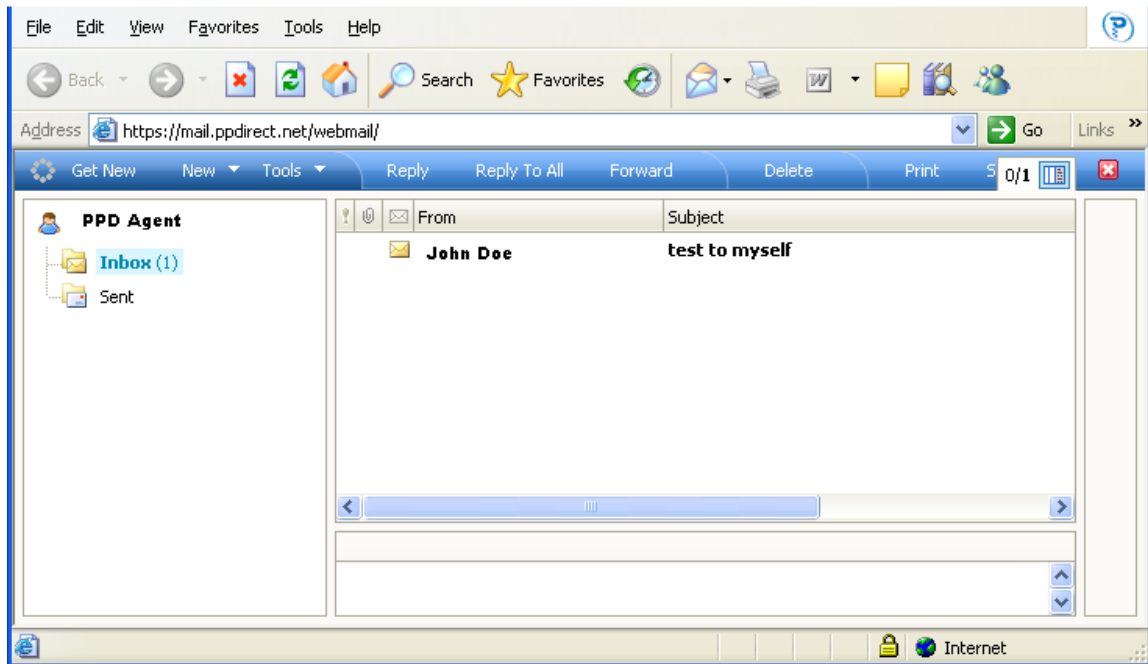 File Edit View Favorites Tools Help
Back Search Favorites
Address https://mail.ppdirect.net/webmail/ Go Links »
Get New New Tools Reply Reply To All Forward Delete Print S 0/1
PPD Agent From Subject
Inbox (1) John Doe test to myself
Sent
Internet